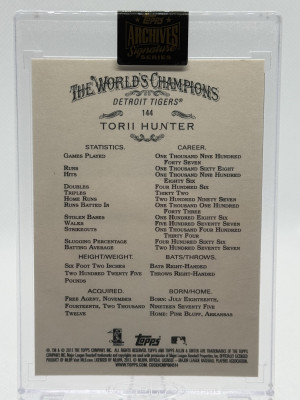 Topps
ARCHIVES
Signature
SERIES
THE WORLD'S CHAMPIONS
DETROIT TIGERS®
144
TORII HUNTER
STATISTICS. CAREER.
GAMES PLAYED ONE THOUSAND NINE HUNDRED
FORTY SEVEN
RUNS ONE THOUSAND SIXTY EIGHT
HITS ONE THOUSAND NINE HUNDRED
EIGHTY SIX
DOUBLES FOUR HUNDRED SIX
TRIPLES THIRTY TWO
HOME RUNS TWO HUNDRED NINETY SEVEN
RUNS BATTED IN ONE THOUSAND ONE HUNDRED
FORTY THREE
STOLEN BASES ONE HUNDRED EIGHTY SIX
WALKS FIVE HUNDRED NINETY SIX
STRIKEOUTS ONE THOUSAND FOUR HUNDRED
THIRTY FOUR
SLUGGING PERCENTAGE FOUR HUNDRED SIXTY SIX
BATTING AVERAGE TWO HUNDRED SEVENTY SEVEN
HEIGHT/WEIGHT. BATS/THROWS.
SIX FOOT TWO INCHES BATS RIGHT-HANDED
TWO HUNDRED TWENTY FIVE THROWS RIGHT-HANDED
POUNDS
ACQUIRED. BORN/HOME.
FREE AGENT, NOVEMBER BORN: JULY EIGHTEENTH,
FOURTEENTH, TWO THOUSAND NINETEEN SEVENTY FIVE
TWELVE HOME: PINE BLUFF, ARKANSAS
Topps